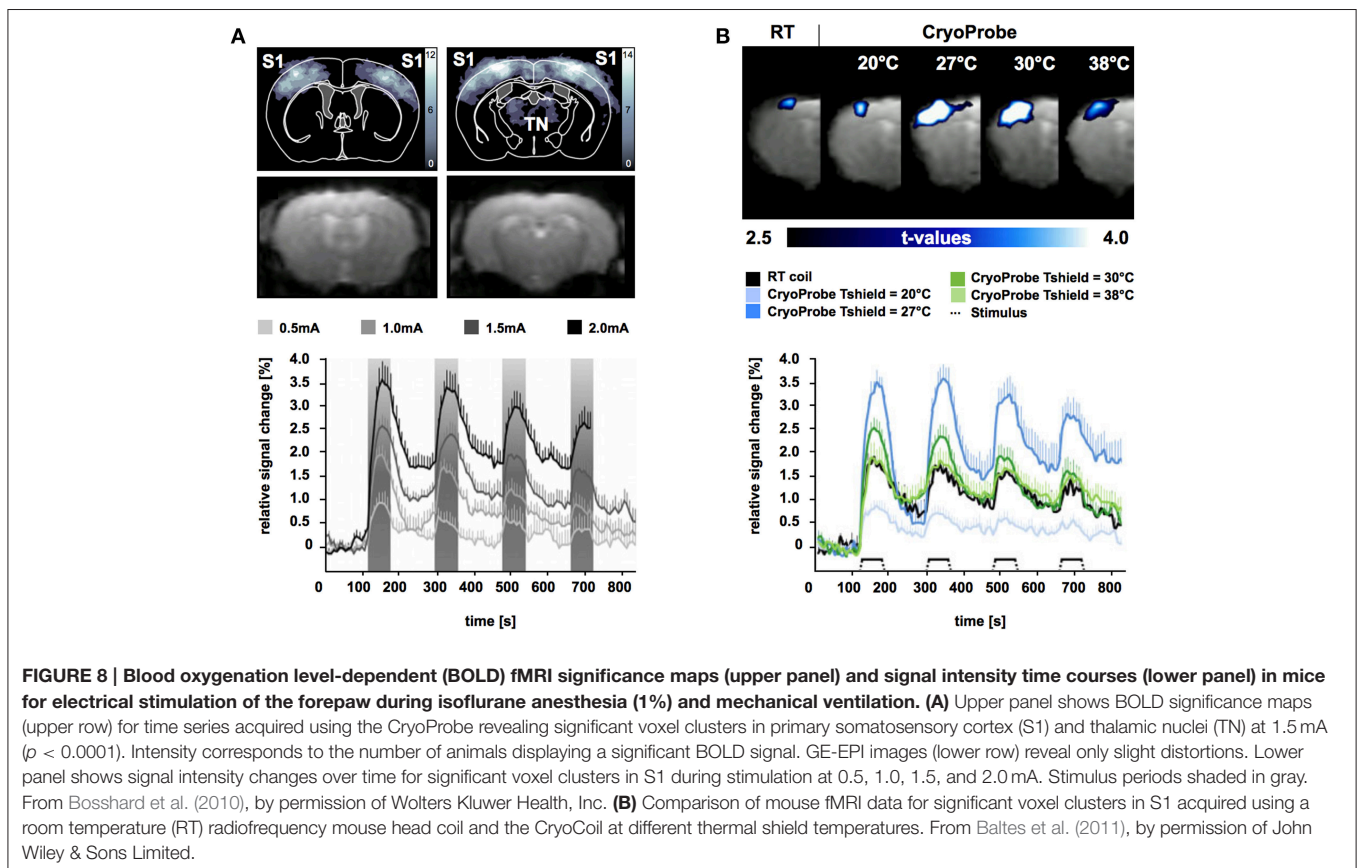 A
S1
S1
12
6
0
S1
S1
TN
14
7
0
0.5mA
1.0mA
1.5mA
2.0mA
relative signal change [%]
4.0
3.5
3.0
2.5
2.0
1.5
1.0
0.5
0
0 100 200 300 400 500 600 700 800
time [s]
B
RT
CryoProbe
20°C 27°C 30°C 38°C
2.5 t-values 4.0
RT coil
CryoProbe Tshield = 20°C
CryoProbe Tshield = 27°C
CryoProbe Tshield = 30°C
CryoProbe Tshield = 38°C
Stimulus
relative signal change [%]
4.0
3.5
3.0
2.5
2.0
1.5
1.0
0.5
0
0 100 200 300 400 500 600 700 800
time [s]
FIGURE 8 | Blood oxygenation level-dependent (BOLD) fMRI significance maps (upper panel) and signal intensity time courses (lower panel) in mice
for electrical stimulation of the forepaw during isoflurane anesthesia (1%) and mechanical ventilation. (A) Upper panel shows BOLD significance maps
(upper row) for time series acquired using the CryoProbe revealing significant voxel clusters in primary somatosensory cortex (S1) and thalamic nuclei (TN) at 1.5 mA
(p < 0.0001). Intensity corresponds to the number of animals displaying a significant BOLD signal. GE-EPI images (lower row) reveal only slight distortions. Lower
panel shows signal intensity changes over time for significant voxel clusters in S1 during stimulation at 0.5, 1.0, 1.5, and 2.0 mA. Stimulus periods shaded in gray.
From Bosshard et al. (2010), by permission of Wolters Kluwer Health, Inc. (B) Comparison of mouse fMRI data for significant voxel clusters in S1 acquired using a
room temperature (RT) radiofrequency mouse head coil and the CryoCoil at different thermal shield temperatures. From Baltes et al. (2011), by permission of John
Wiley & Sons Limited.